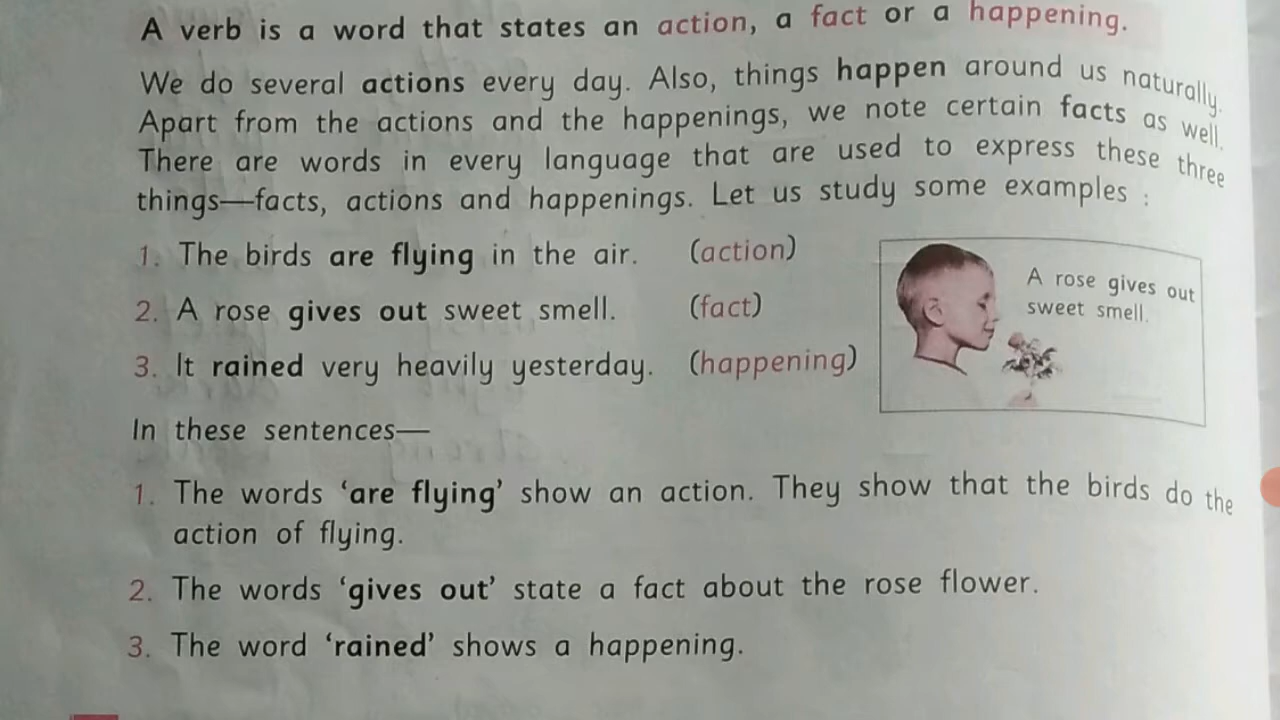 A verb is a word that states an action, a fact or a happening.
We do several actions every day. Also, things happen around us naturally.
Apart from the actions and the happenings, we note certain facts as well.
There are words in every language that are used to express these three
things—facts, actions and happenings. Let us study some examples :
1. The birds are flying in the air. (action)
2. A rose gives out sweet smell. (fact)
3. It rained very heavily yesterday. (happening)
A rose gives out
sweet smell.
In these sentences—
1. The words ‘are flying’ show an action. They show that the birds do the
action of flying.
2. The words ‘gives out’ state a fact about the rose flower.
3. The word ‘rained’ shows a happening.